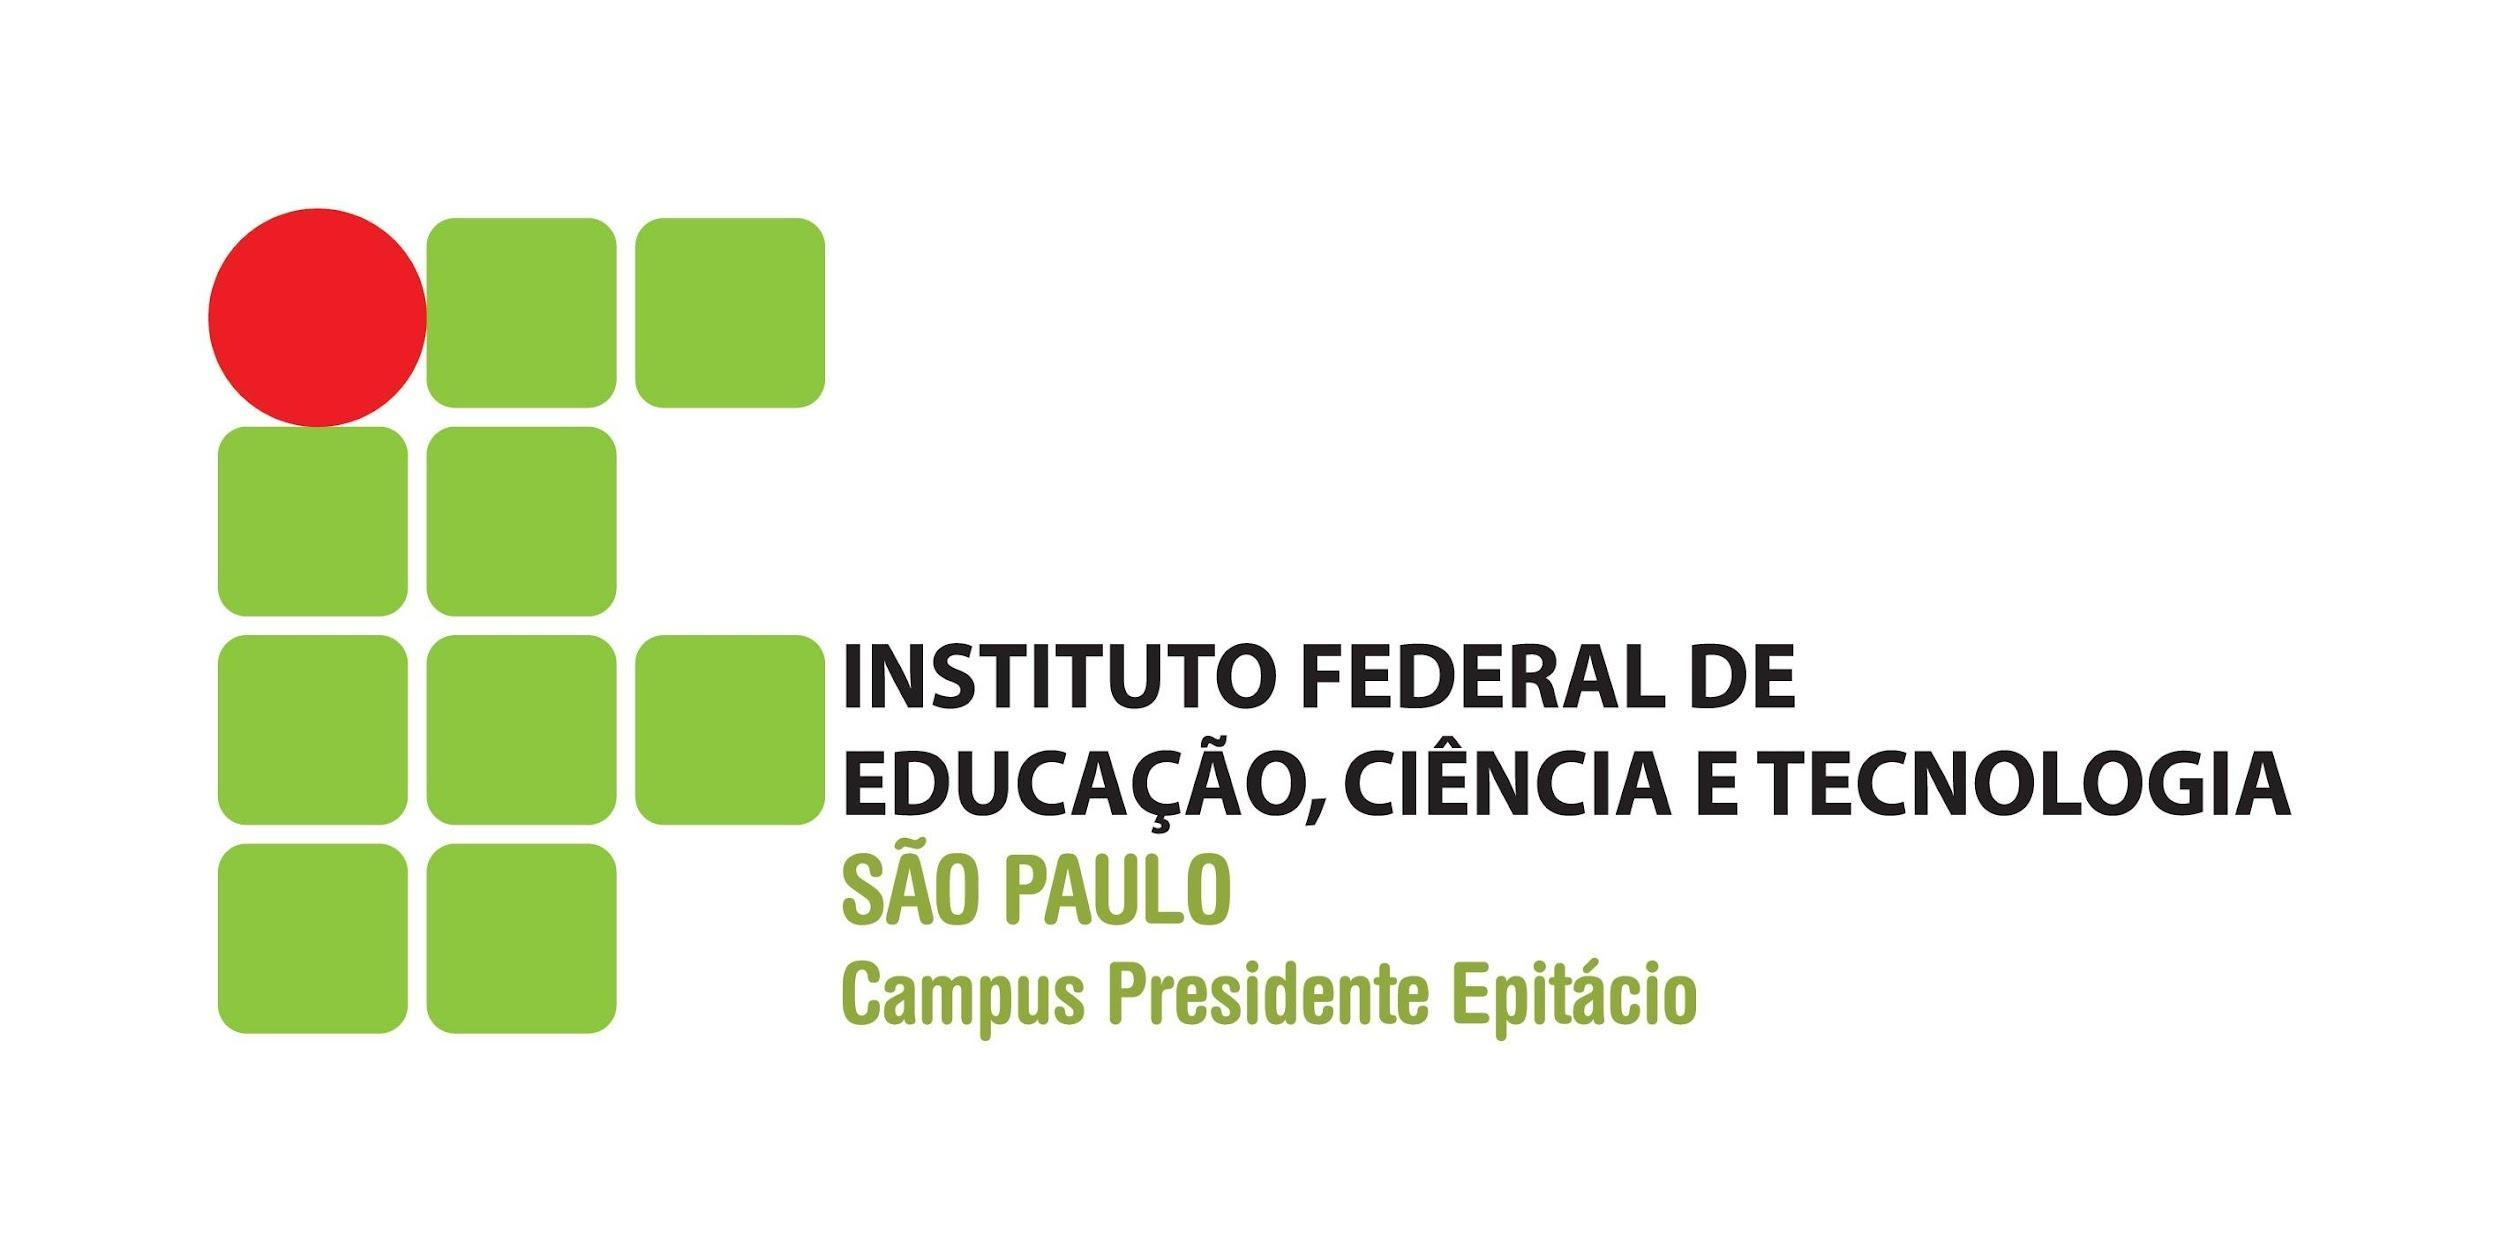 INSTITUTO FEDERAL DE
EDUCAÇÃO, CIÊNCIA E TECNOLOGIA
SÃO PAULO
Campus Presidente Epitácio